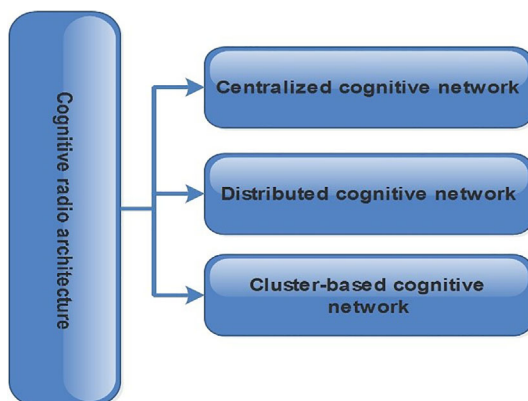 Cognitive radio
architecture
Centralized cognitive network
Distributed cognitive network
Cluster-based cognitive
network